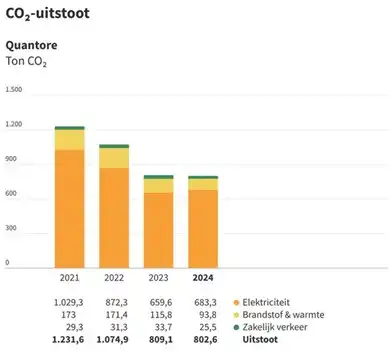 CO₂-uitstoot
Quantore
Ton CO₂
1.500
1.200
900
600
300
0
2021 2022 2023 2024
1.029,3 872,3 659,6 683,3 Elektriciteit
173 171,4 115,8 93,8 Brandstof & warmte
29,3 31,3 33,7 25,5 Zakelijk verkeer
1.231,6 1.074,9 809,1 802,6 Uitstoot